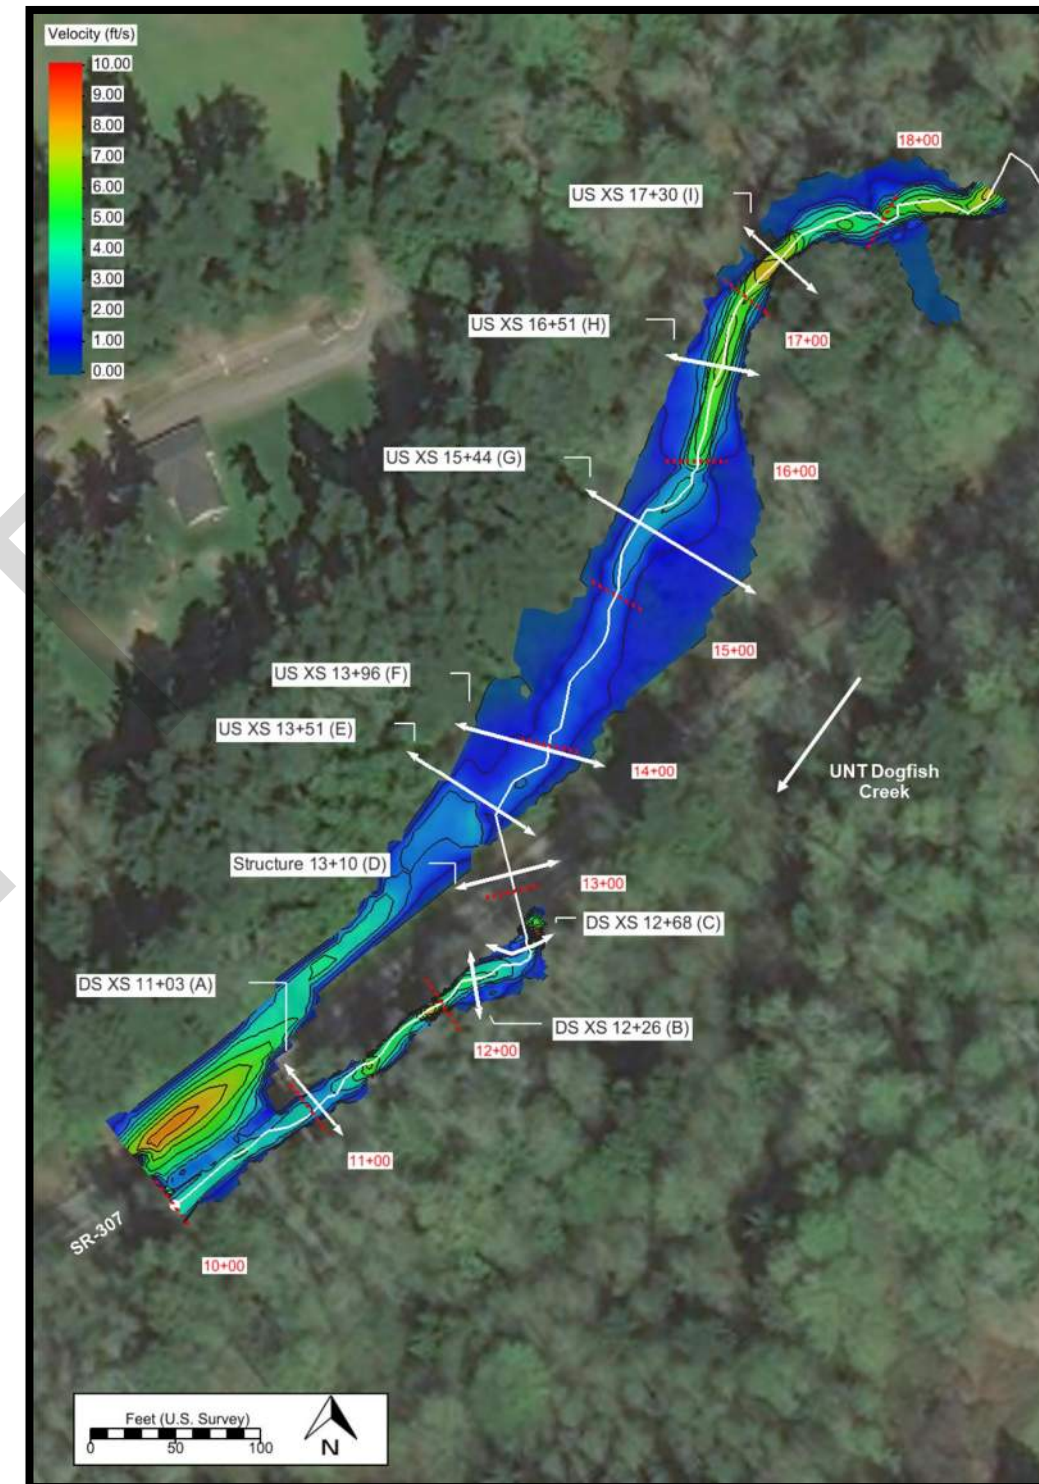 Velocity (ft/s)
10.00
9.00
8.00
7.00
6.00
5.00
4.00
3.00
2.00
1.00
0.00
18+00
US XS 17+30 (I)
US XS 16+51 (H)
17+00
US XS 15+44 (G)
16+00
15+00
US XS 13+96 (F)
US XS 13+51 (E)
14+00
UNT Dogfish
Creek
Structure 13+10 (D)
13+00
DS XS 12+68 (C)
DS XS 11+03 (A)
DS XS 12+26 (B)
12+00
11+00
SR-307
10+00
Feet (U.S. Survey)
0 50 100
N